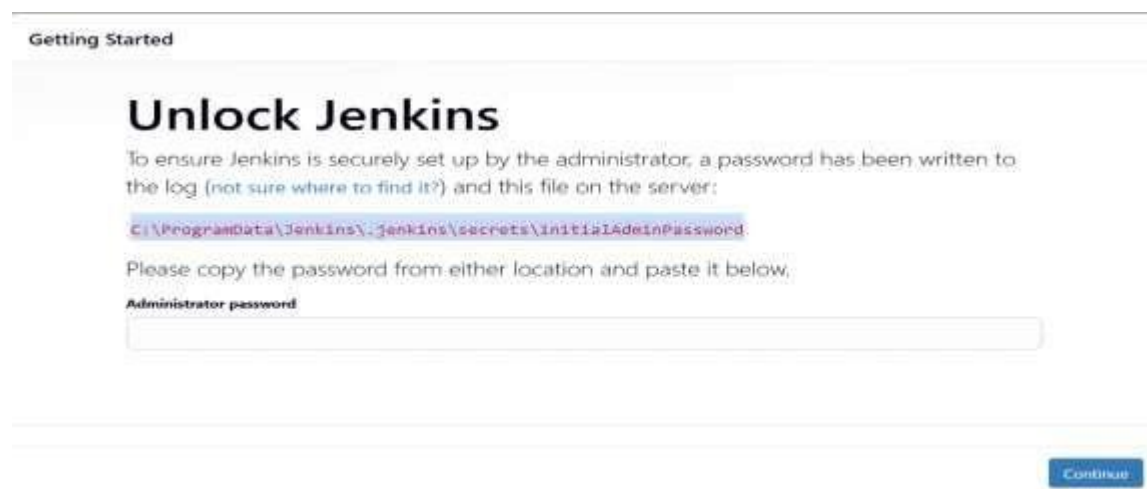 Getting Started
Unlock Jenkins
To ensure Jenkins is securely set up by the administrator, a password has been written to
the log (not sure where to find it?) and this file on the server:
C:\ProgramData\Jenkins\.jenkins\secrets\initialAdminPassword
Please copy the password from either location and paste it below.
Administrator password
Continue